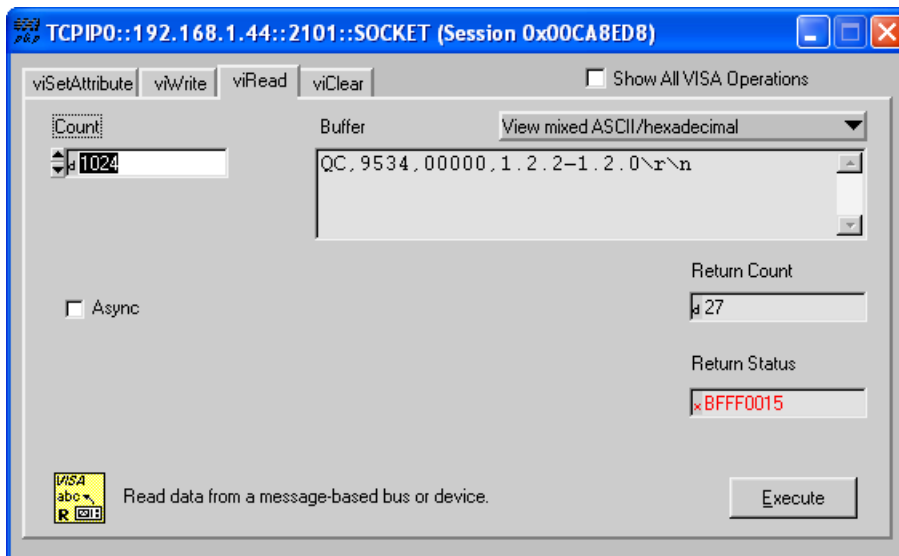 TCPIP0::192.168.1.44::2101::SOCKET (Session 0x00CA8ED8)
viSetAttribute viWrite viRead viClear Show All VISA Operations
Count Buffer View mixed ASCII/hexadecimal
d 1024 QC,9534,00000,1.2.2-1.2.0\r\n
Return Count
Async d 27
Return Status
x BFFF0015
VISA
abc
R
Read data from a message-based bus or device. Execute